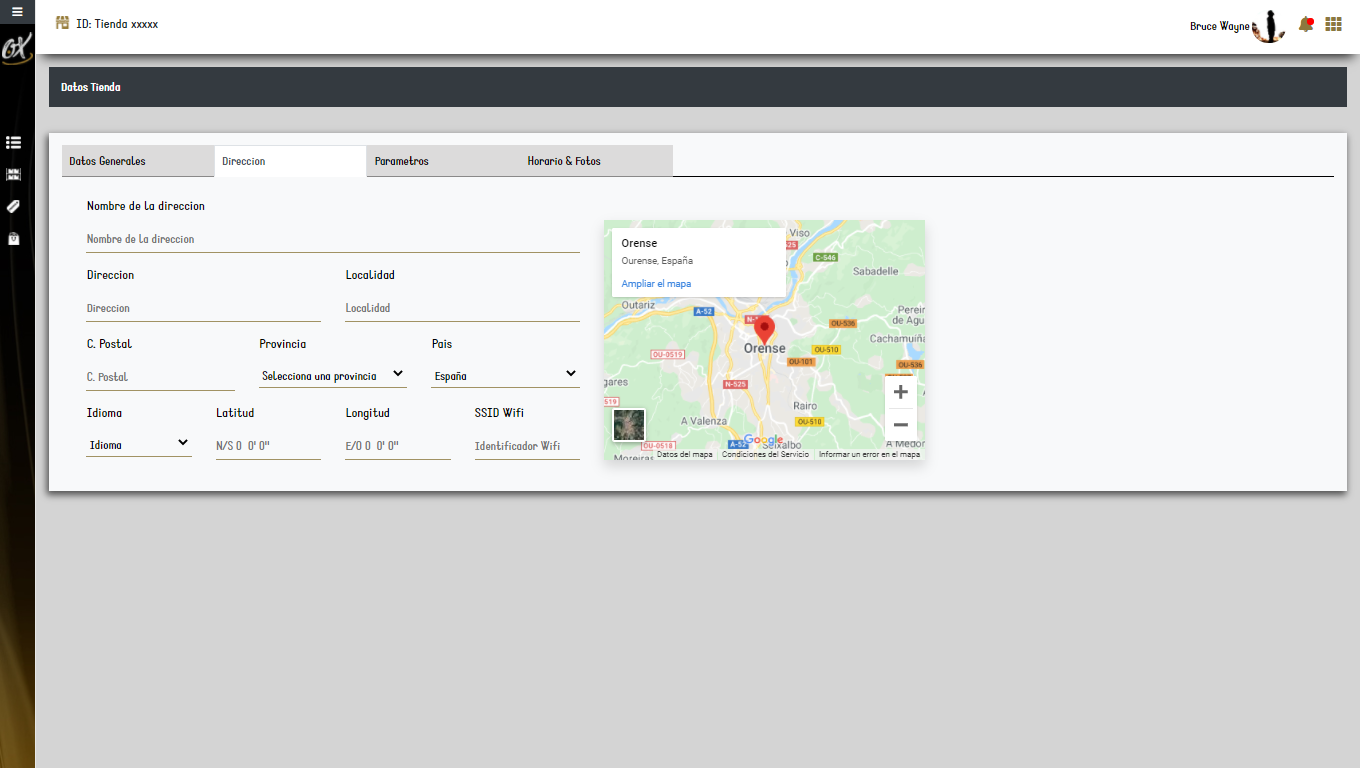 ID: Tienda xxxxx
Bruce Wayne
OX
Datos Tienda
Datos Generales
Direccion
Parametros
Horario & Fotos
Nombre de la direccion
Nombre de la direccion
Direccion
Localidad
Direccion
Localidad
C. Postal
Provincia
Pais
C. Postal
Selecciona una provincia
España
Idioma
Latitud
Longitud
SSID Wifi
Idioma
N/S 0 0' 0"
E/O 0 0' 0"
Identificador Wifi
Orense
Ourense, España
Ampliar el mapa
Viso
C-546
Sabadelle
Outariz
A-52
Pereir
de Agu
OU-536
Cachamuiña
Orense
OU-0519
OU-510
OU-101
OU-536
gares
N-525
519
Rairo
A Valenza
OU-510
OU-0518
A-52
Google
Seixalbo
A Medor
Moreiras
Datos del mapa
Condiciones del Servicio
Informar un error en el mapa